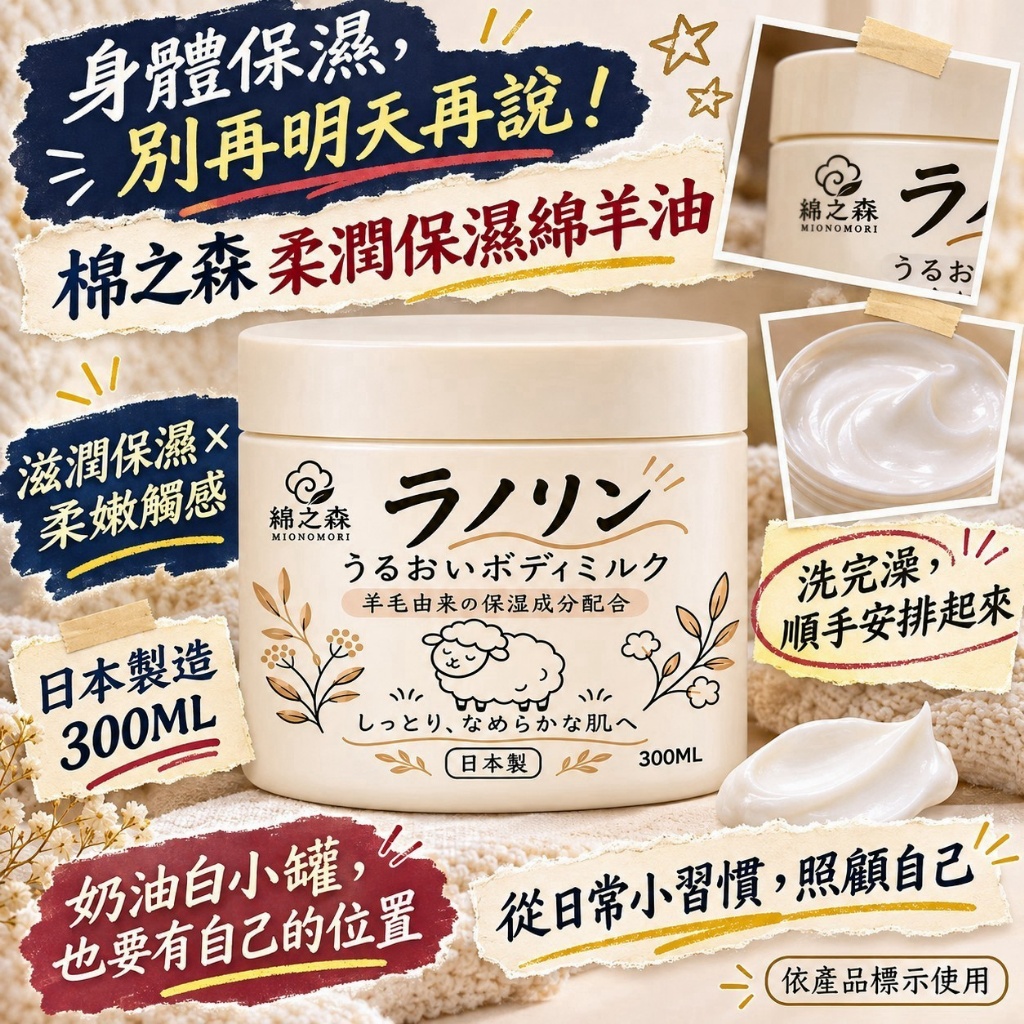 身體保濕，
別再明天再說！
棉之森 柔潤保濕綿羊油
綿之森
MIONOMORI
ラノ
うるお
滋潤保濕×
柔嫩觸感
綿之森
MIONOMORI
ラノリン
うるおいボディミルク
羊毛由来の保湿成分配合
しっとり、なめらかな肌へ
日本製
300ML
洗完澡，
順手安排起來
日本製造
300ML
奶油白小罐，
也要有自己的位置
從日常小習慣，照顧自己
依產品標示使用